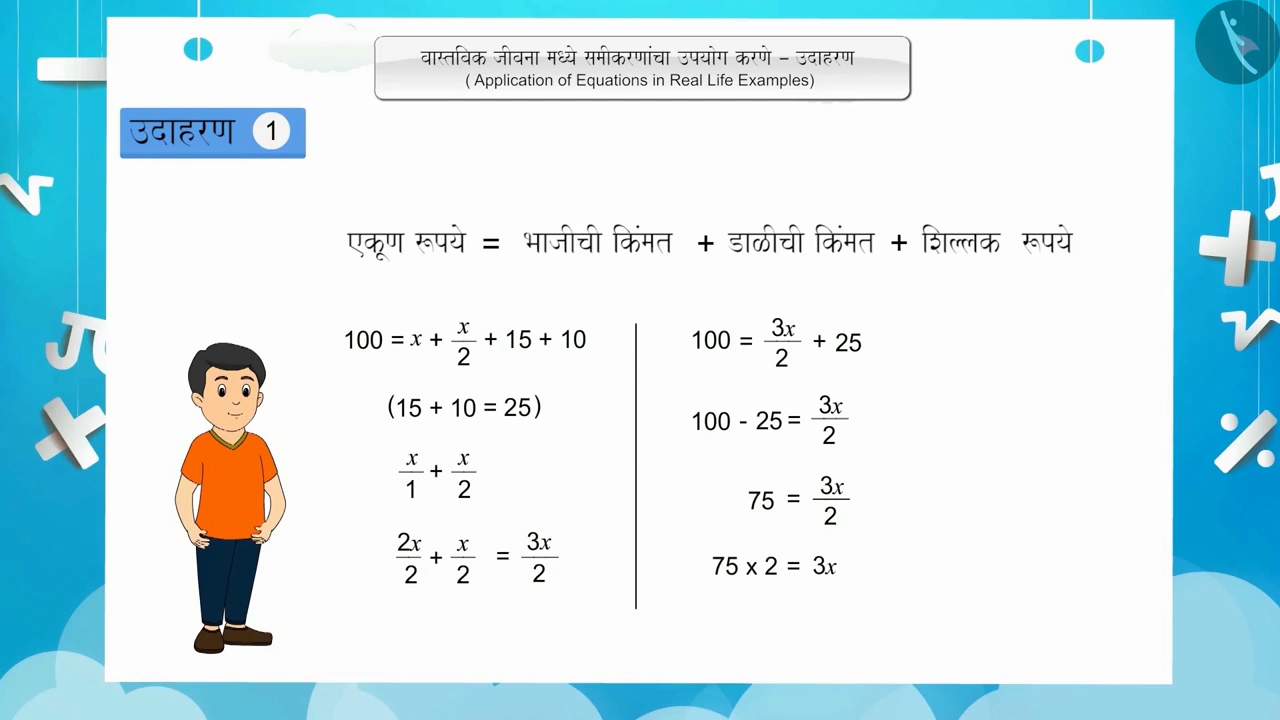 वास्तविक जीवना मध्ये समीकरणांचा उपयोग करणे – उदाहरण
( Application of Equations in Real Life Examples)
उदाहरण 1
एकूण रूपये = भाजीची किंमत + डाळीची किंमत + शिल्लक रूपये
100 = x + x/2 + 15 + 10
(15 + 10 = 25)
x/1 + x/2
2x/2 + x/2 = 3x/2
100 = 3x/2 + 25
100 - 25 = 3x/2
75 = 3x/2
75 x 2 = 3x